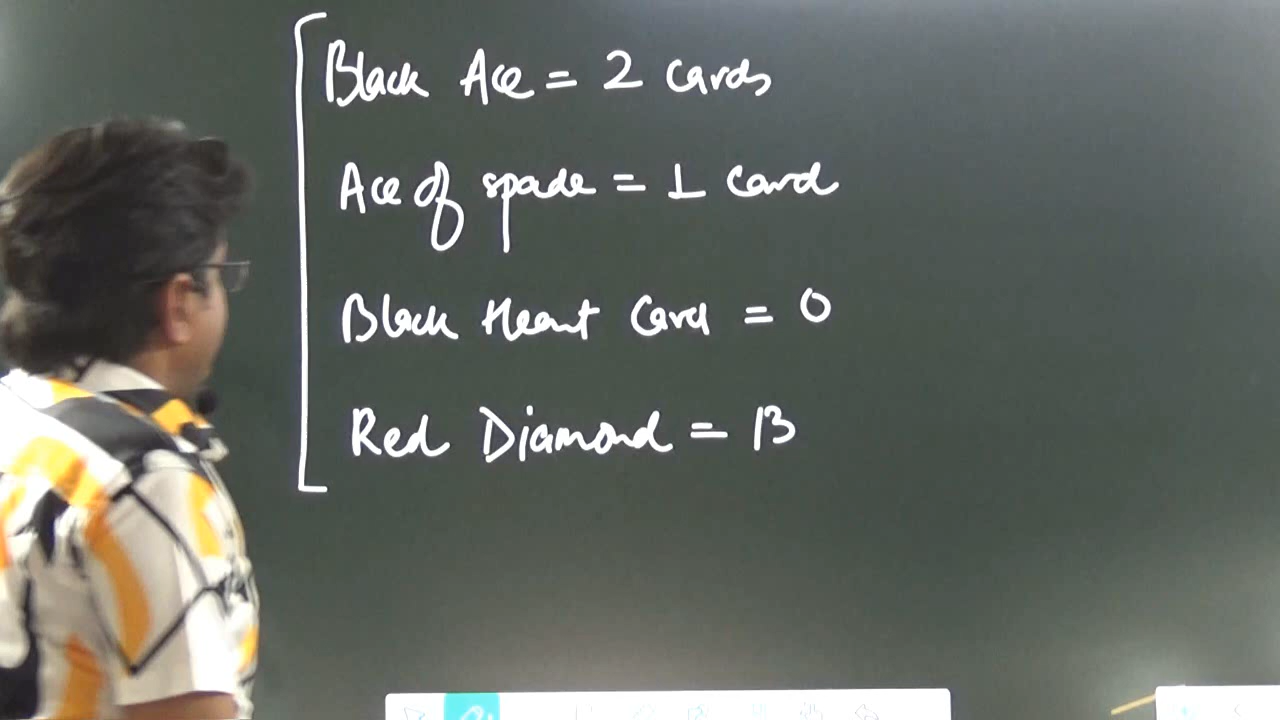 Black Ace = 2 cards
Ace of spade = 1 card
Black Heart Card = 0
Red Diamond = 13